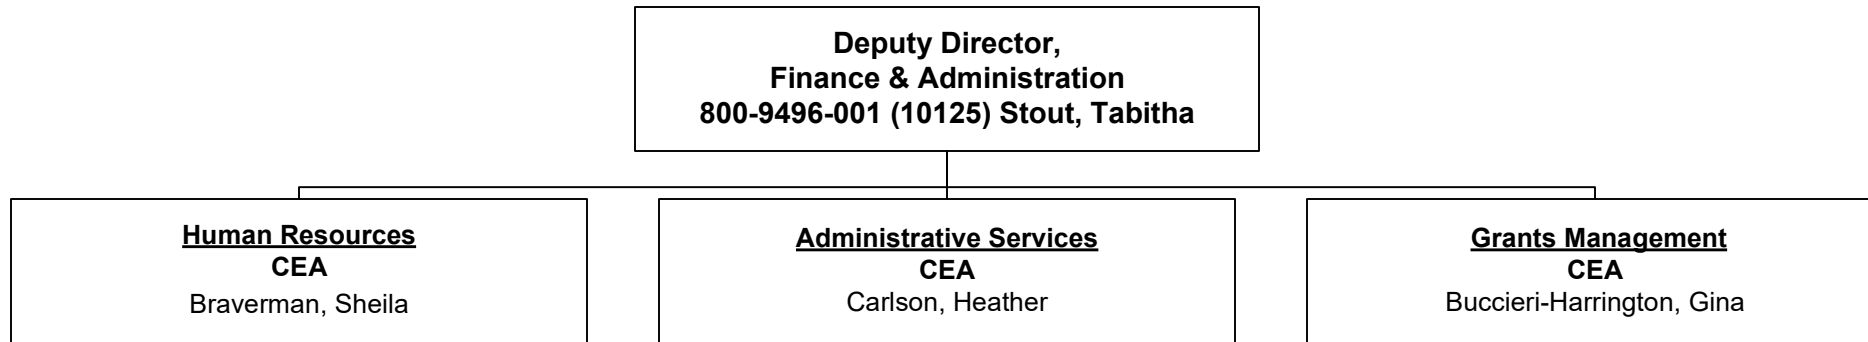 Deputy Director,
Finance & Administration
800-9496-001 (10125) Stout, Tabitha
Human Resources
CEA
Braverman, Sheila
Administrative Services
CEA
Carlson, Heather
Grants Management
CEA
Buccieri-Harrington, Gina